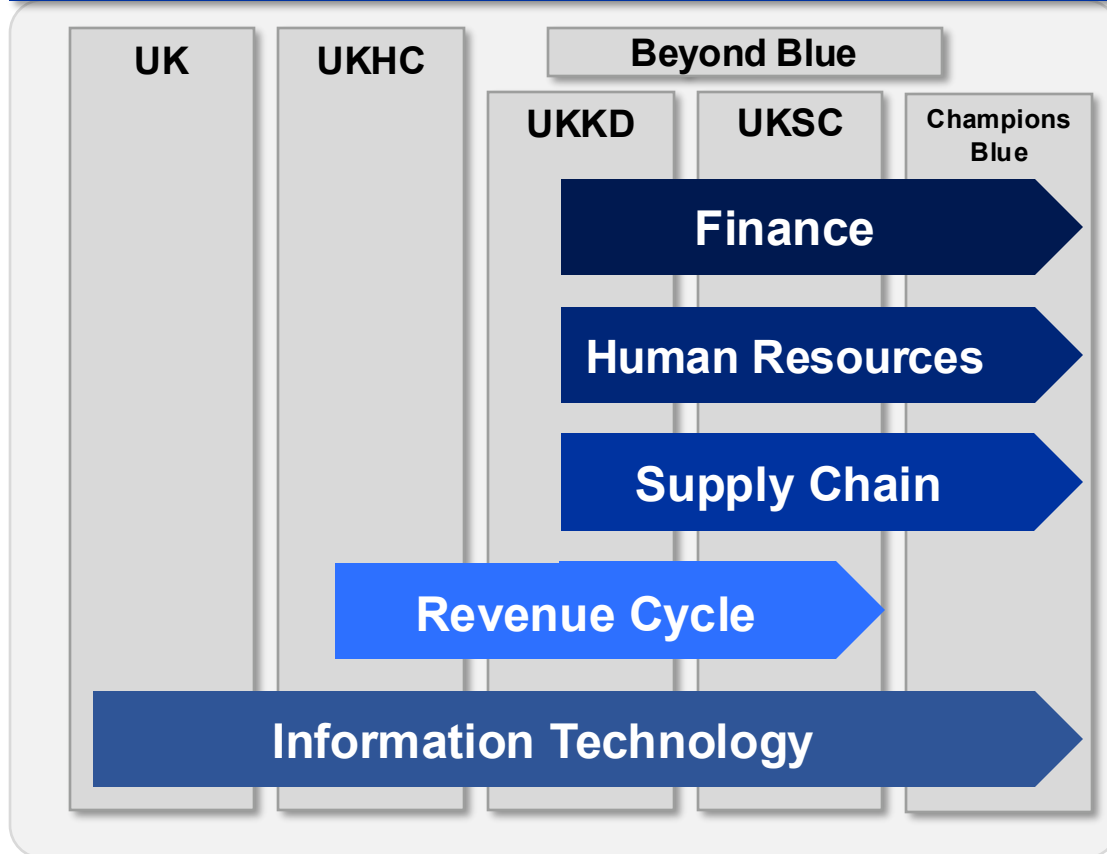 UK
UKHC
Beyond Blue
UKKD
UKSC
Champions
Blue
Finance
Human Resources
Supply Chain
Revenue Cycle
Information Technology